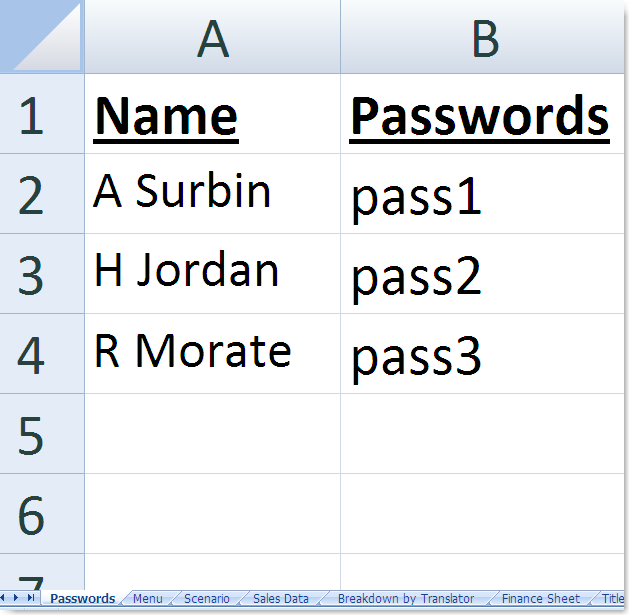 A B
1 Name Passwords
2 A Surbin pass1
3 H Jordan pass2
4 R Morate pass3
5
6
7
Passwords Menu Scenario Sales Data Breakdown by Translator Finance Sheet Title